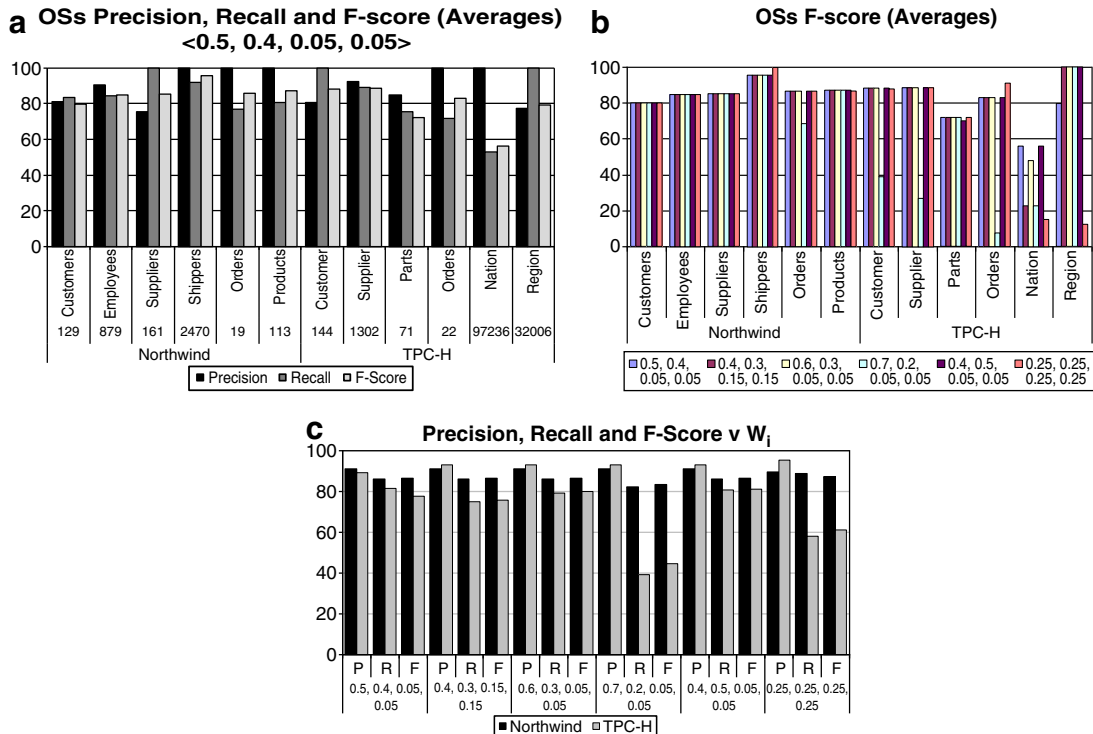 a
OSs Precision, Recall and F-score (Averages)
<0.5, 0.4, 0.05, 0.05>
100
80
60
40
20
0
Customers
Employees
Suppliers
Shippers
Orders
Products
Customer
Supplier
Parts
Orders
Nation
Region
129 879 161 2470 19 113 144 1302 71 22 97236 32006
Northwind TPC-H
Precision Recall F-Score
b
OSs F-score (Averages)
100
80
60
40
20
0
Customers
Employees
Suppliers
Shippers
Orders
Products
Customer
Supplier
Parts
Orders
Nation
Region
Northwind TPC-H
0.5, 0.4, 0.4, 0.3, 0.6, 0.3, 0.7, 0.2, 0.4, 0.5, 0.25, 0.25,
0.05, 0.05 0.15, 0.15 0.05, 0.05 0.05, 0.05 0.05, 0.05 0.25, 0.25
c
Precision, Recall and F-Score v Wi
100
80
60
40
20
0
P R F P R F P R F P R F P R F P R F
0.5, 0.4, 0.05, 0.4, 0.3, 0.15, 0.6, 0.3, 0.05, 0.7, 0.2, 0.05, 0.4, 0.5, 0.05, 0.25, 0.25, 0.25,
0.05 0.15 0.05 0.05 0.05 0.25
Northwind TPC-H